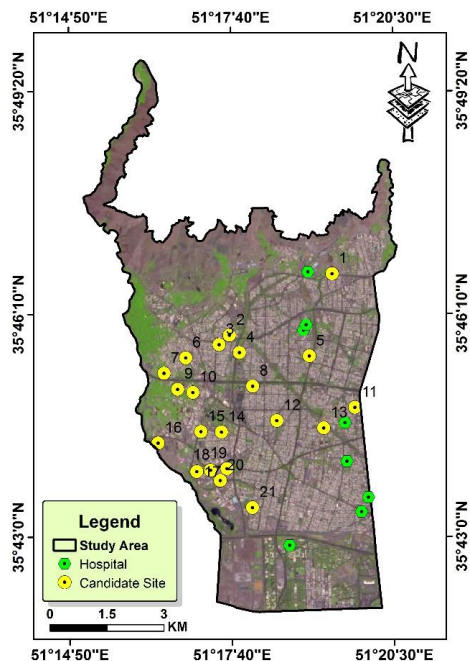 51°14'50"E 51°17'40"E 51°20'30"E
35°49'20"N 35°49'20"N
N
1
35°46'10"N 35°46'10"N
2
3
4
5
6
7
8
9
10
11
12
13
14
15
16
18
19
17
20
21
35°43'0"N 35°43'0"N
Legend
Study Area
Hospital
Candidate Site
0 1.5 3
KM
51°14'50"E 51°17'40"E 51°20'30"E